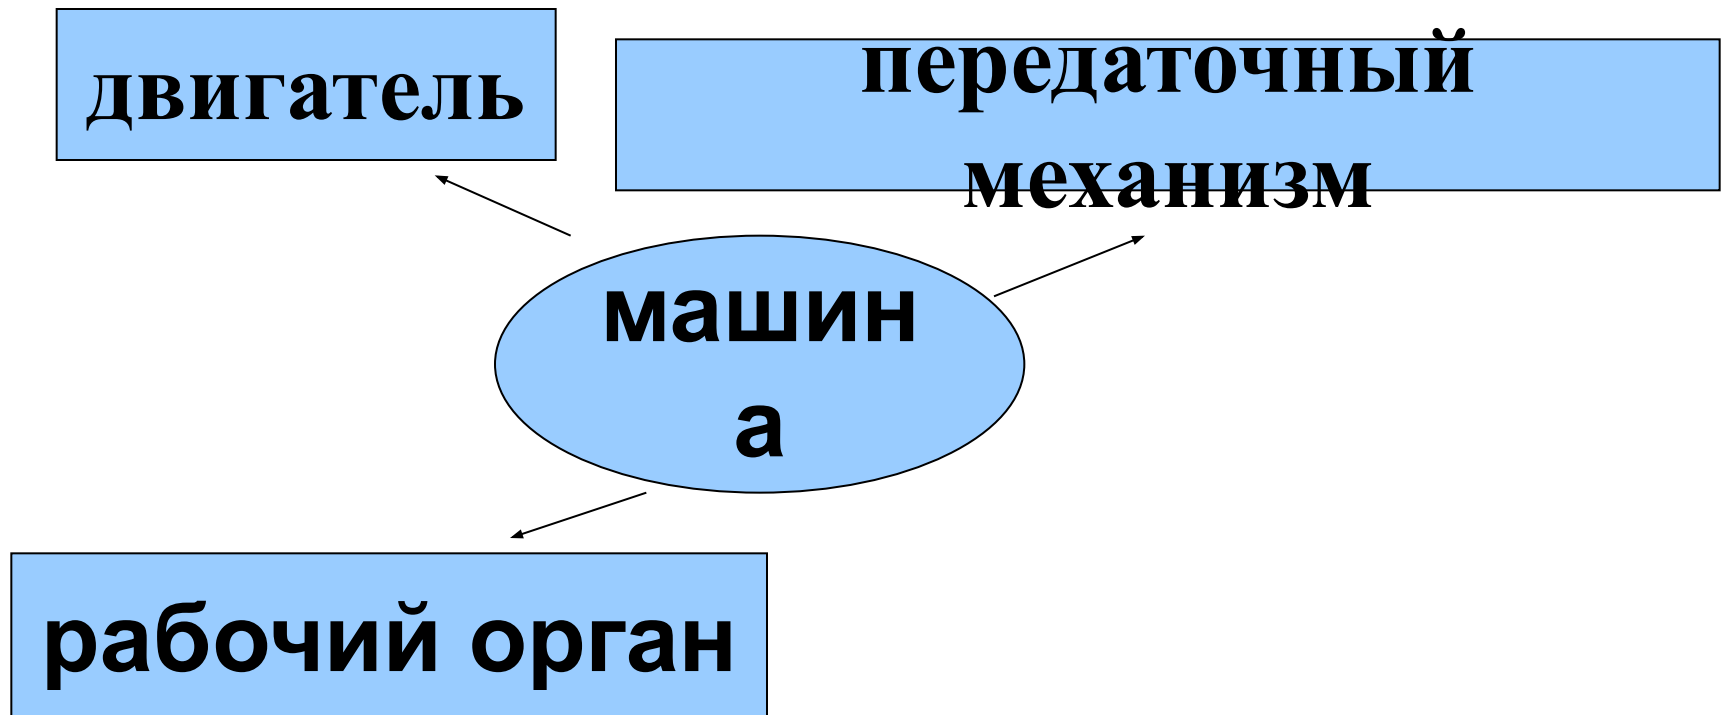 двигатель
передаточный
механизм
машин
а
рабочий орган